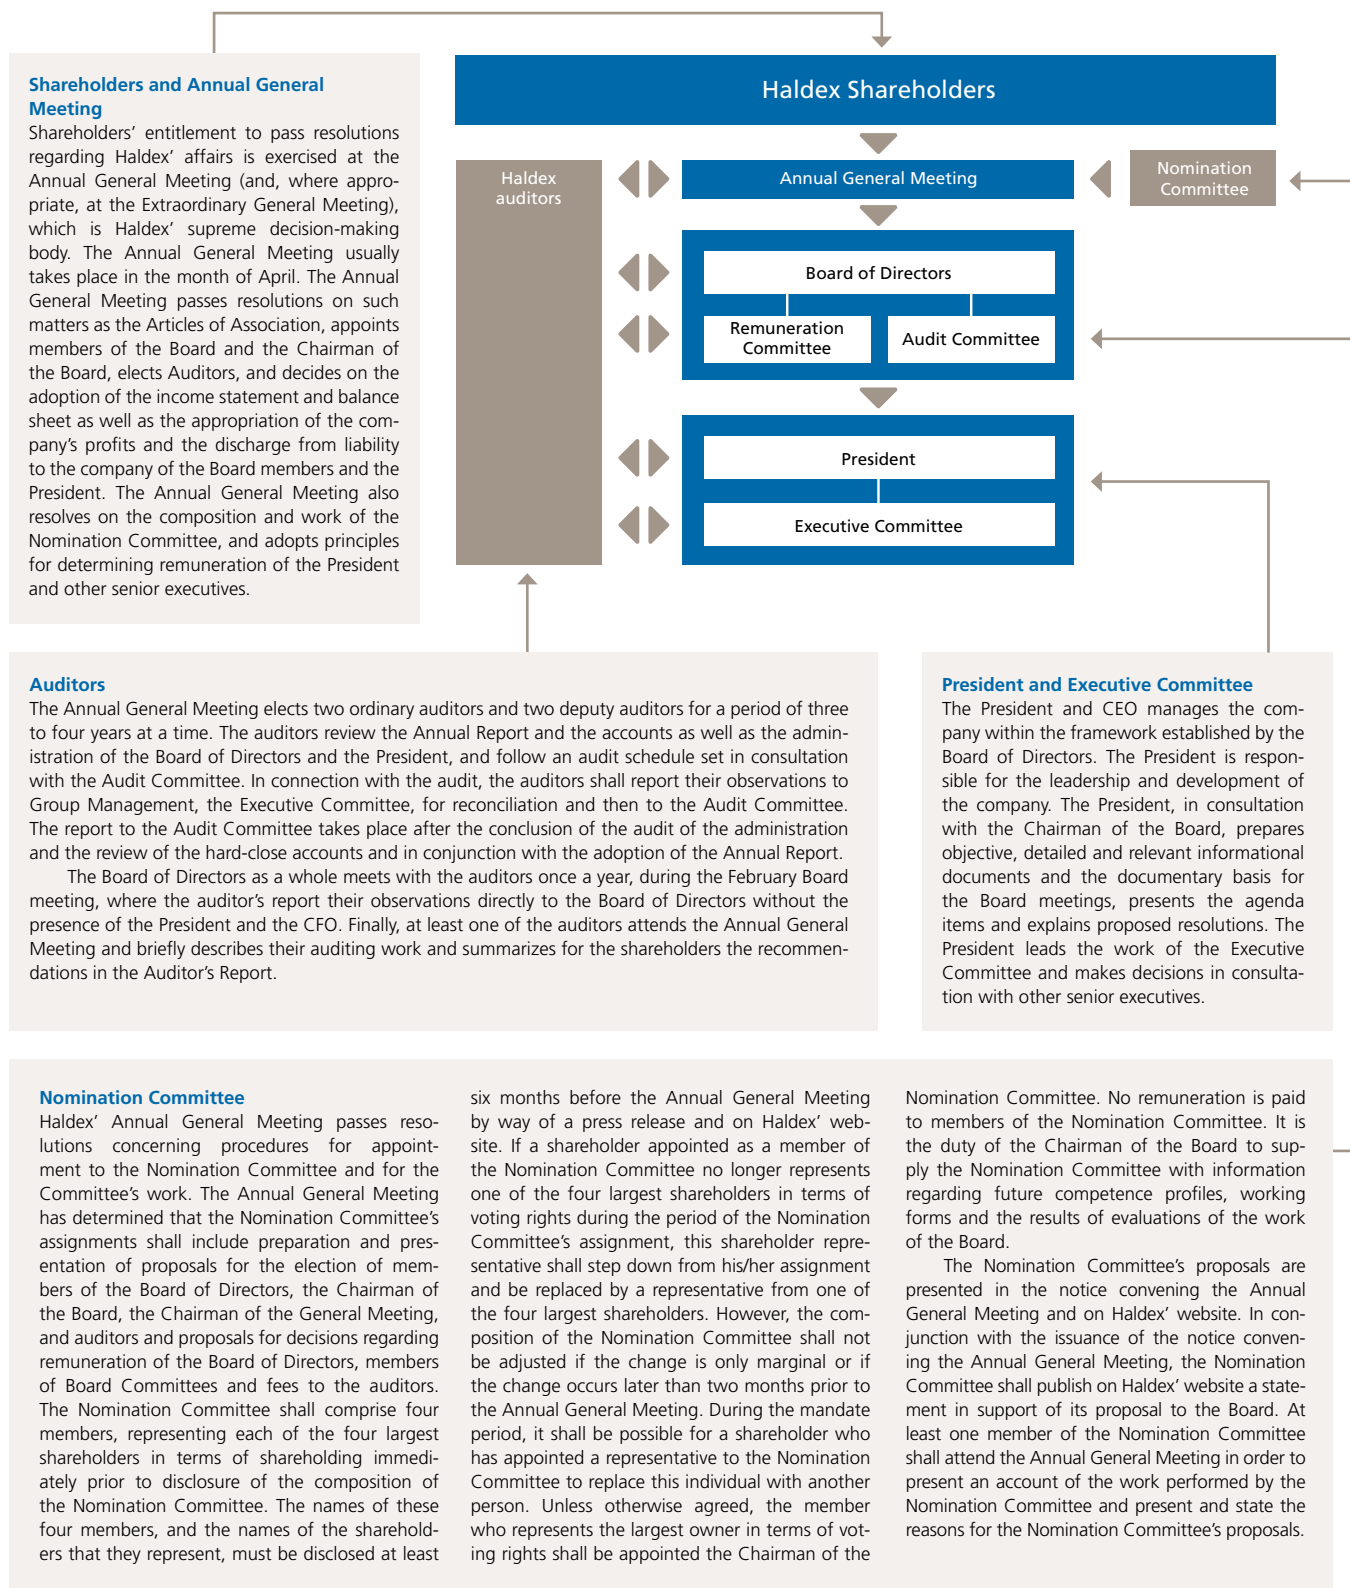 Shareholders and Annual General
Meeting
Shareholders’ entitlement to pass resolutions
regarding Haldex’ affairs is exercised at the
Annual General Meeting (and, where appro-
priate, at the Extraordinary General Meeting),
which is Haldex’ supreme decision-making
body. The Annual General Meeting usually
takes place in the month of April. The Annual
General Meeting passes resolutions on such
matters as the Articles of Association, appoints
members of the Board and the Chairman of
the Board, elects Auditors, and decides on the
adoption of the income statement and balance
sheet as well as the appropriation of the com-
pany’s profits and the discharge from liability
to the company of the Board members and the
President. The Annual General Meeting also
resolves on the composition and work of the
Nomination Committee, and adopts principles
for determining remuneration of the President
and other senior executives.
Haldex Shareholders
Haldex
auditors
Annual General Meeting
Nomination
Committee
Board of Directors
Remuneration
Committee
Audit Committee
President
Executive Committee
Auditors
The Annual General Meeting elects two ordinary auditors and two deputy auditors for a period of three
to four years at a time. The auditors review the Annual Report and the accounts as well as the admin-
istration of the Board of Directors and the President, and follow an audit schedule set in consultation
with the Audit Committee. In connection with the audit, the auditors shall report their observations to
Group Management, the Executive Committee, for reconciliation and then to the Audit Committee.
The report to the Audit Committee takes place after the conclusion of the audit of the administration
and the review of the hard-close accounts and in conjunction with the adoption of the Annual Report.
The Board of Directors as a whole meets with the auditors once a year, during the February Board
meeting, where the auditor’s report their observations directly to the Board of Directors without the
presence of the President and the CFO. Finally, at least one of the auditors attends the Annual General
Meeting and briefly describes their auditing work and summarizes for the shareholders the recommen-
dations in the Auditor’s Report.
President and Executive Committee
The President and CEO manages the com-
pany within the framework established by the
Board of Directors. The President is respon-
sible for the leadership and development of
the company. The President, in consultation
with the Chairman of the Board, prepares
objective, detailed and relevant informational
documents and the documentary basis for
the Board meetings, presents the agenda
items and explains proposed resolutions. The
President leads the work of the Executive
Committee and makes decisions in consulta-
tion with other senior executives.
Nomination Committee
Haldex’ Annual General Meeting passes reso-
lutions concerning procedures for appoint-
ment to the Nomination Committee and for the
Committee’s work. The Annual General Meeting
has determined that the Nomination Committee’s
assignments shall include preparation and pres-
entation of proposals for the election of mem-
bers of the Board of Directors, the Chairman of
the Board, the Chairman of the General Meeting,
and auditors and proposals for decisions regarding
remuneration of the Board of Directors, members
of Board Committees and fees to the auditors.
The Nomination Committee shall comprise four
members, representing each of the four largest
shareholders in terms of shareholding immedi-
ately prior to disclosure of the composition of
the Nomination Committee. The names of these
four members, and the names of the sharehold-
ers that they represent, must be disclosed at least
six months before the Annual General Meeting
by way of a press release and on Haldex’ web-
site. If a shareholder appointed as a member of
the Nomination Committee no longer represents
one of the four largest shareholders in terms of
voting rights during the period of the Nomination
Committee’s assignment, this shareholder repre-
sentative shall step down from his/her assignment
and be replaced by a representative from one of
the four largest shareholders. However, the com-
position of the Nomination Committee shall not
be adjusted if the change is only marginal or if
the change occurs later than two months prior to
the Annual General Meeting. During the mandate
period, it shall be possible for a shareholder who
has appointed a representative to the Nomination
Committee to replace this individual with another
person. Unless otherwise agreed, the member
who represents the largest owner in terms of vot-
ing rights shall be appointed the Chairman of the
Nomination Committee. No remuneration is paid
to members of the Nomination Committee. It is
the duty of the Chairman of the Board to sup-
ply the Nomination Committee with information
regarding future competence profiles, working
forms and the results of evaluations of the work
of the Board.
The Nomination Committee’s proposals are
presented in the notice convening the Annual
General Meeting and on Haldex’ website. In con-
junction with the issuance of the notice conven-
ing the Annual General Meeting, the Nomination
Committee shall publish on Haldex’ website a state-
ment in support of its proposal to the Board. At
least one member of the Nomination Committee
shall attend the Annual General Meeting in order to
present an account of the work performed by the
Nomination Committee and present and state the
reasons for the Nomination Committee’s proposals.